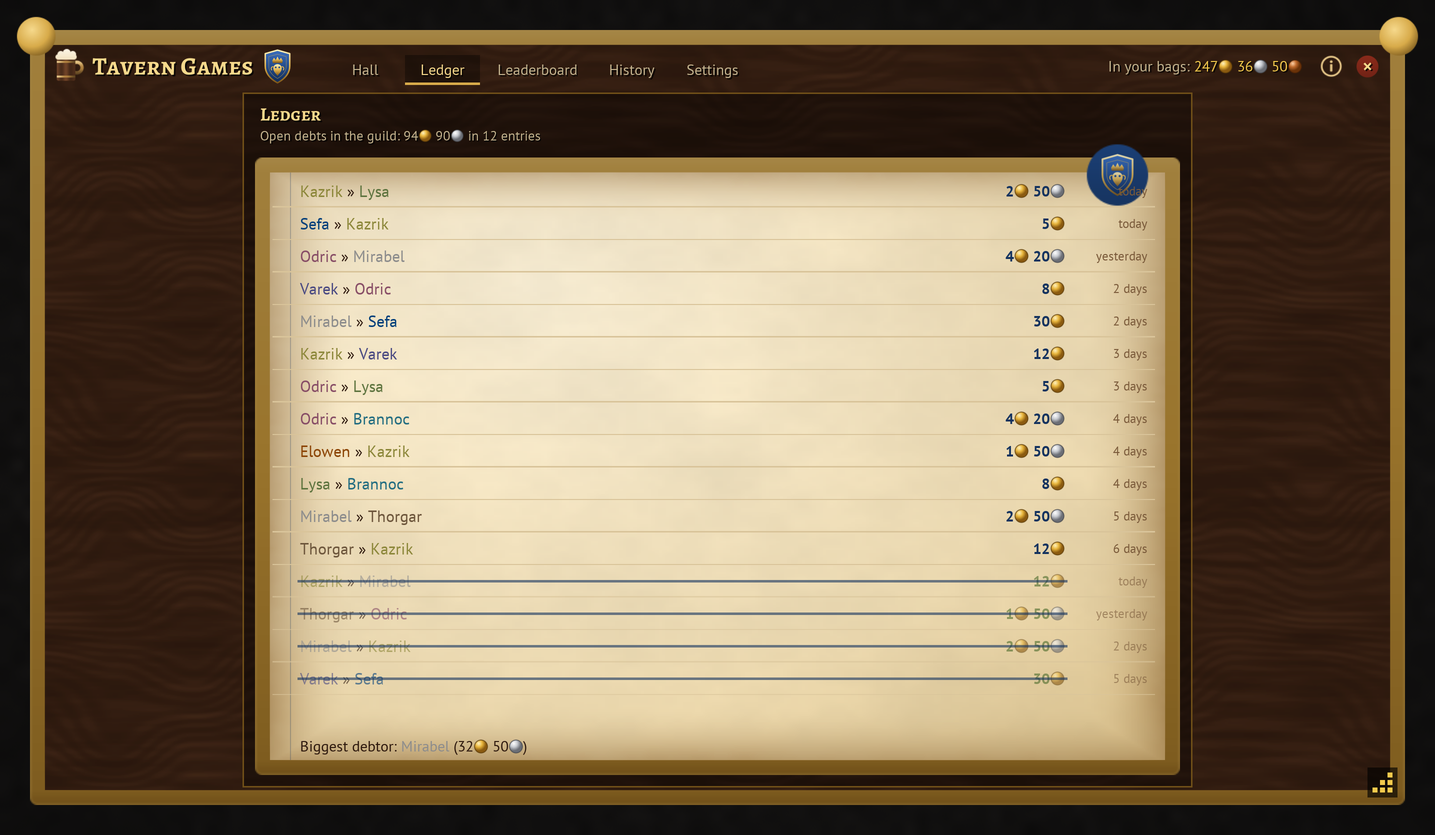 Tavern Games
Hall
Ledger
Leaderboard
History
Settings
In your bags: 247 36 50
Ledger
Open debts in the guild: 94 90 in 12 entries
Kazrik » Lysa 2 50 today
Sefa » Kazrik 5 today
Odric » Mirabel 4 20 yesterday
Varek » Odric 8 2 days
Mirabel » Sefa 30 2 days
Kazrik » Varek 12 3 days
Odric » Lysa 5 3 days
Odric » Brannoc 4 20 4 days
Elowen » Kazrik 1 50 4 days
Lysa » Brannoc 8 4 days
Mirabel » Thorgar 2 50 5 days
Thorgar » Kazrik 12 6 days
Kazrik » Mirabel 12 today
Thorgar » Odric 1 50 yesterday
Mirabel » Kazrik 2 50 2 days
Varek » Sefa 30 5 days
Biggest debtor: Mirabel (32 50)